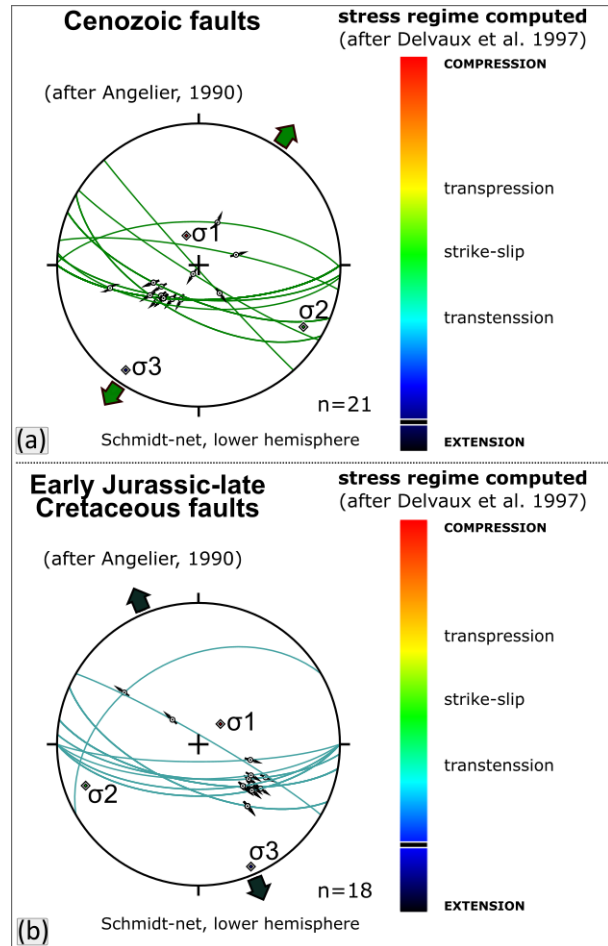 Cenozoic faults
stress regime computed
(after Delvaux et al. 1997)
COMPRESSION
(after Angelier, 1990)
transpression
σ1
strike-slip
σ2
transtenssion
σ3
n=21
(a)
Schmidt-net, lower hemisphere
EXTENSION
Early Jurassic-late
Cretaceous faults
stress regime computed
(after Delvaux et al. 1997)
COMPRESSION
(after Angelier, 1990)
transpression
σ1
strike-slip
transtenssion
σ2
σ3
n=18
EXTENSION
(b)
Schmidt-net, lower hemisphere